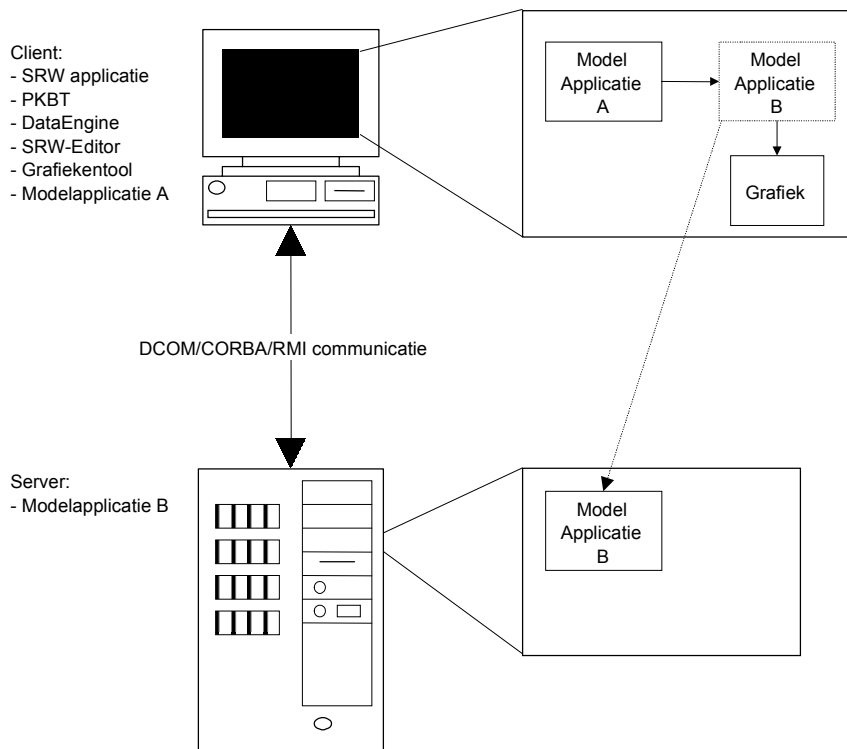 Client:
- SRW applicatie
- PKBT
- DataEngine
- SRW-Editor
- Grafiekentool
- Modelapplicatie A
Model
Applicatie
A
Model
Applicatie
B
Grafiek
DCOM/CORBA/RMI communicatie
Server:
- Modelapplicatie B
Model
Applicatie
B